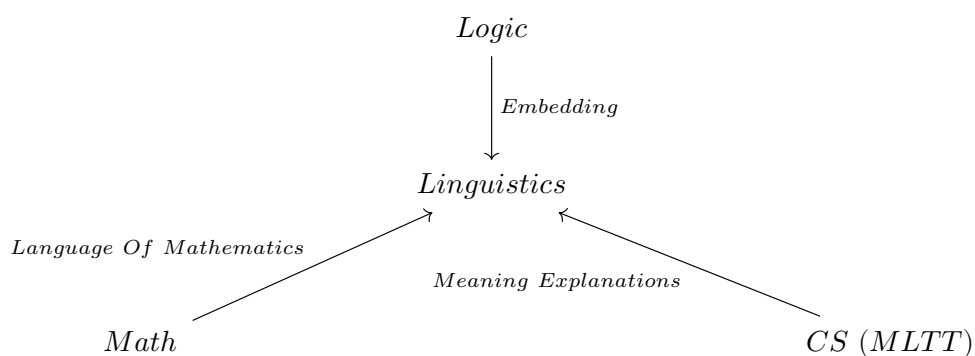 Logic
Embedding
Linguistics
Language Of Mathematics
Meaning Explanations
Math
CS (MLTT)